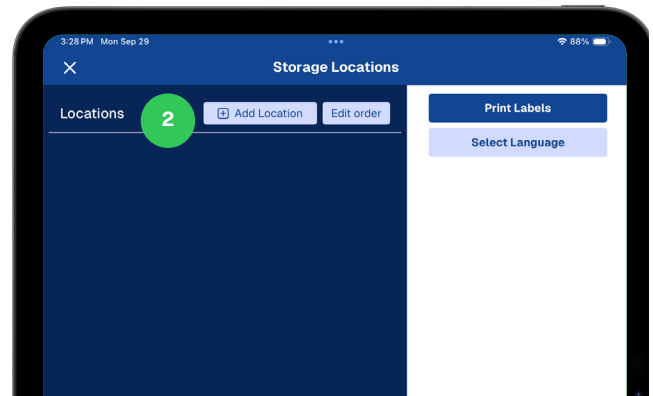 3:28 PM Mon Sep 29
88%
Storage Locations
Locations
2
Add Location
Edit order
Print Labels
Select Language